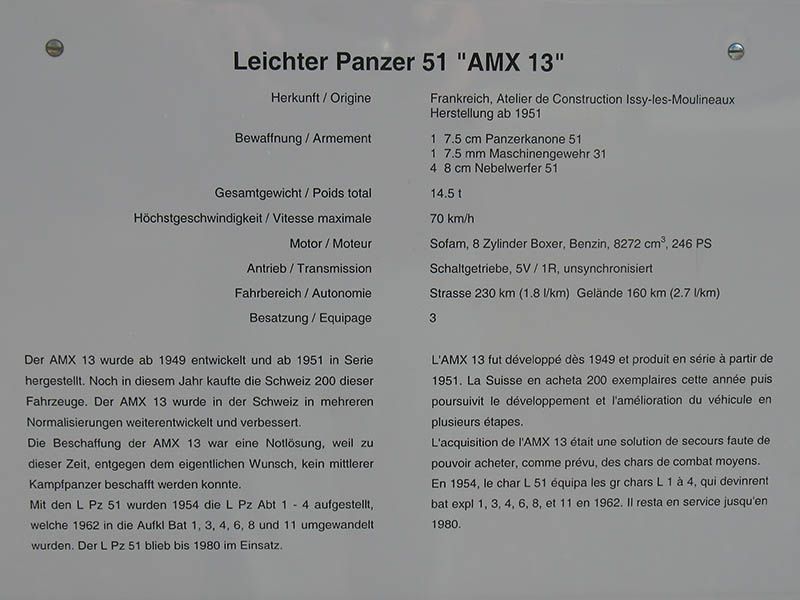 Leichter Panzer 51 "AMX 13"
Herkunft / Origine Frankreich, Atelier de Construction Issy-les-Moulineaux
Herstellung ab 1951
Bewaffnung / Armement 1 7.5 cm Panzerkanone 51
1 7.5 mm Maschinengewehr 31
4 8 cm Nebelwerfer 51
Gesamtgewicht / Poids total 14.5 t
Höchstgeschwindigkeit / Vitesse maximale 70 km/h
Motor / Moteur Sofam, 8 Zylinder Boxer, Benzin, 8272 cm³, 246 PS
Antrieb / Transmission Schaltgetriebe, 5V / 1R, unsynchronisiert
Fahrbereich / Autonomie Strasse 230 km (1.8 l/km) Gelände 160 km (2.7 l/km)
Besatzung / Equipage 3
Der AMX 13 wurde ab 1949 entwickelt und ab 1951 in Serie
hergestellt. Noch in diesem Jahr kaufte die Schweiz 200 dieser
Fahrzeuge. Der AMX 13 wurde in der Schweiz in mehreren
Normalisierungen weiterentwickelt und verbessert.
Die Beschaffung der AMX 13 war eine Notlösung, weil zu
dieser Zeit, entgegen dem eigentlichen Wunsch, kein mittlerer
Kampfpanzer beschafft werden konnte.
Mit den L Pz 51 wurden 1954 die L Pz Abt 1 - 4 aufgestellt,
welche 1962 in die Aufkl Bat 1, 3, 4, 6, 8 und 11 umgewandelt
wurden. Der L Pz 51 blieb bis 1980 im Einsatz.
L'AMX 13 fut développé dès 1949 et produit en série à partir de
1951. La Suisse en acheta 200 exemplaires cette année puis
poursuivit le développement et l'amélioration du véhicule en
plusieurs étapes.
L'acquisition de l'AMX 13 était une solution de secours faute de
pouvoir acheter, comme prévu, des chars de combat moyens.
En 1954, le char L 51 équipa les gr chars L 1 à 4, qui devinrent
bat expl 1, 3, 4, 6, 8, et 11 en 1962. Il resta en service jusqu'en
1980.